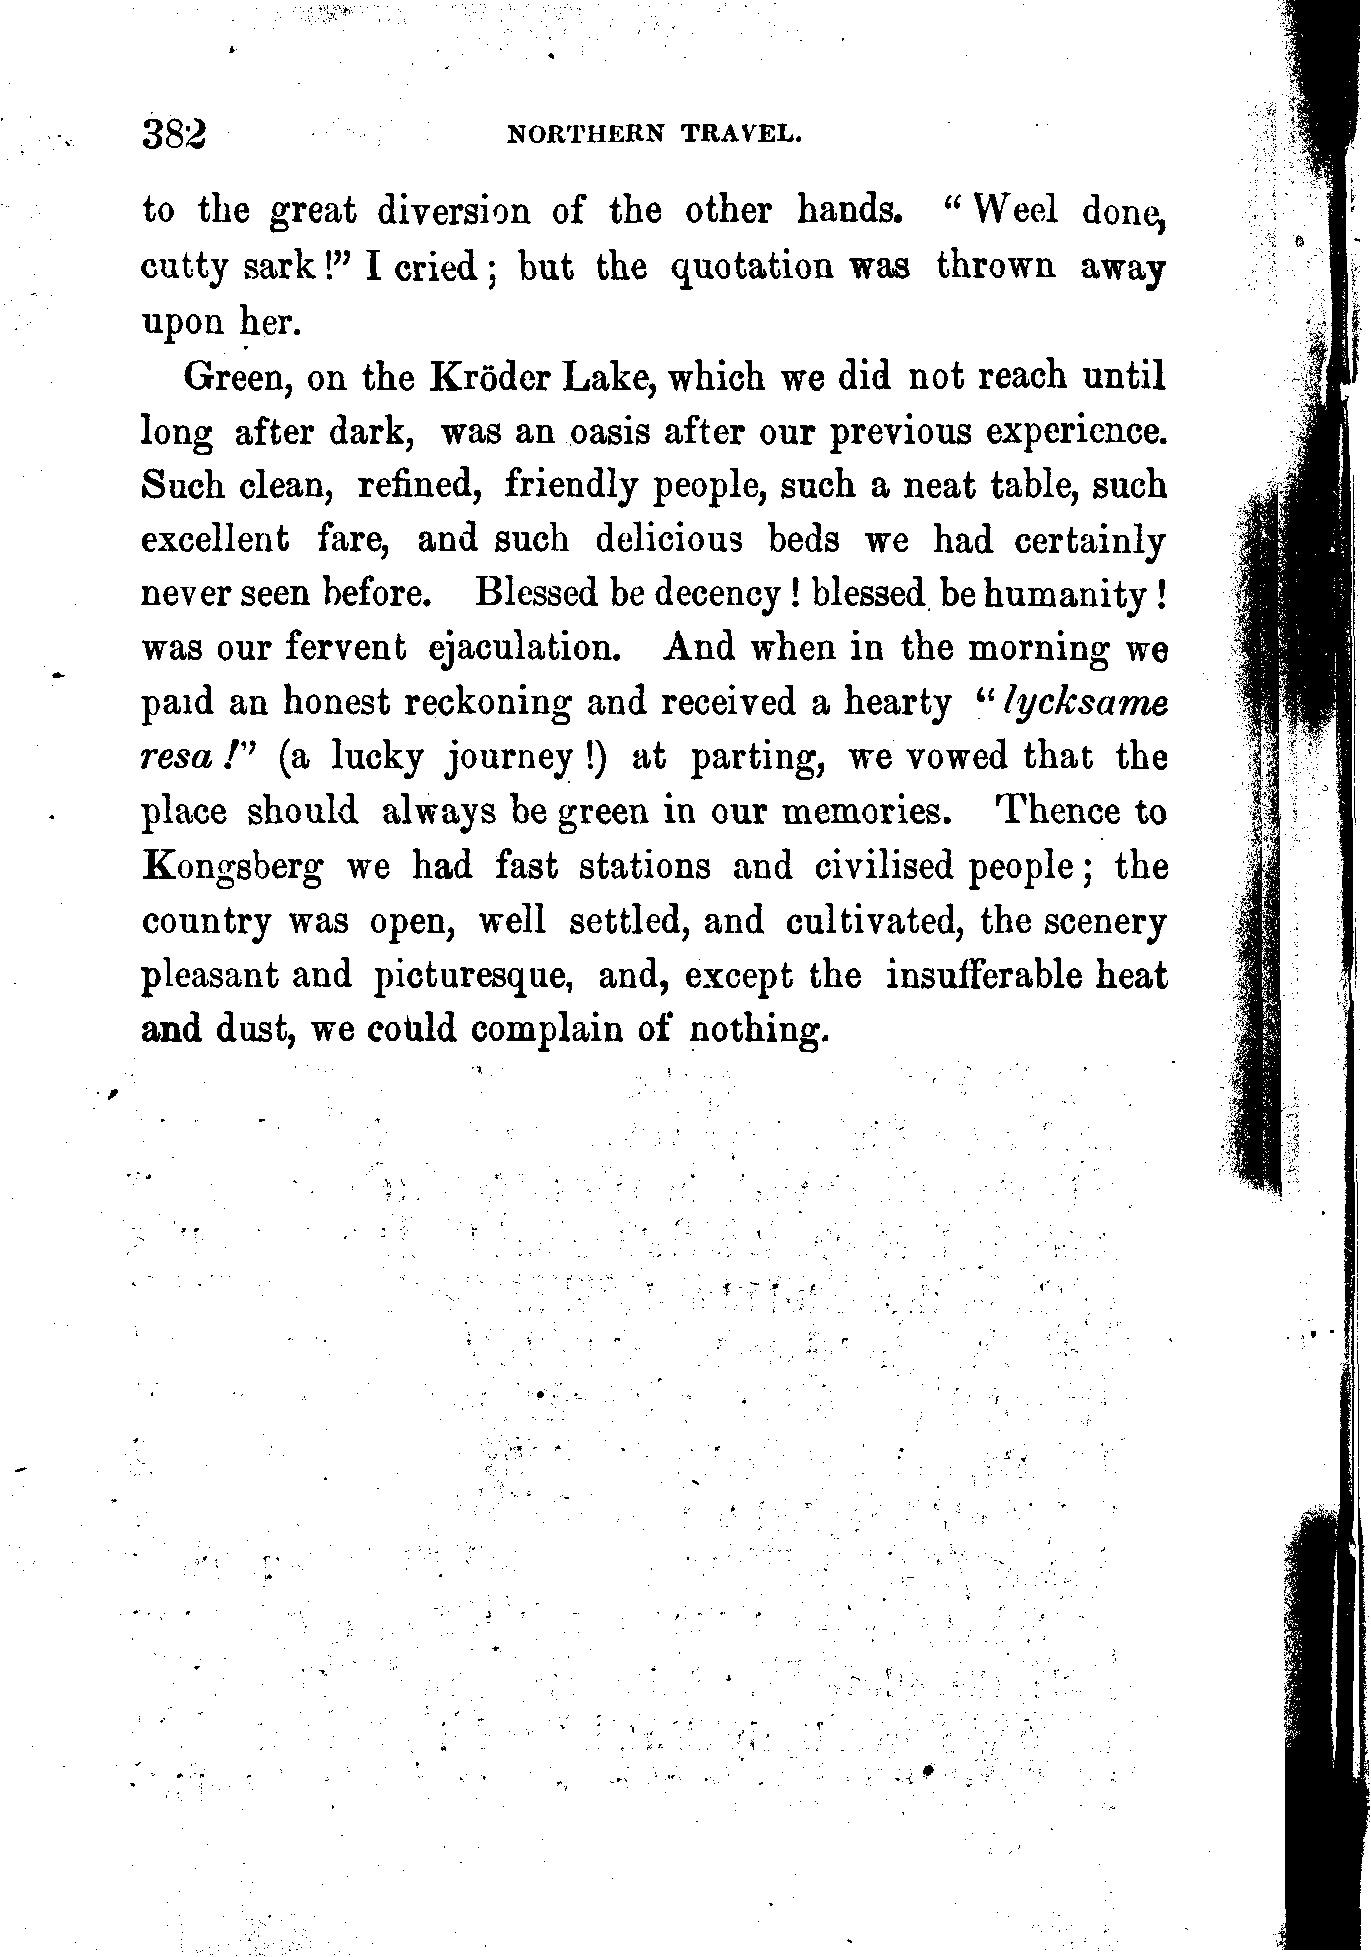 382 NORTHERN TRAVEL.
to the great diversion of the other hands. “Weel done,
cutty sark!” I cried; but the quotation was thrown away
upon her.
Green, on the Kröder Lake, which we did not reach until
long after dark, was an oasis after our previous experience.
Such clean, refined, friendly people, such a neat table, such
excellent fare, and such delicious beds we had certainly
never seen before. Blessed be decency! blessed be humanity!
was our fervent ejaculation. And when in the morning we
paid an honest reckoning and received a hearty “lycksame
resa!” (a lucky journey!) at parting, we vowed that the
place should always be green in our memories. Thence to
Kongsberg we had fast stations and civilised people; the
country was open, well settled, and cultivated, the scenery
pleasant and picturesque, and, except the insufferable heat
and dust, we could complain of nothing.